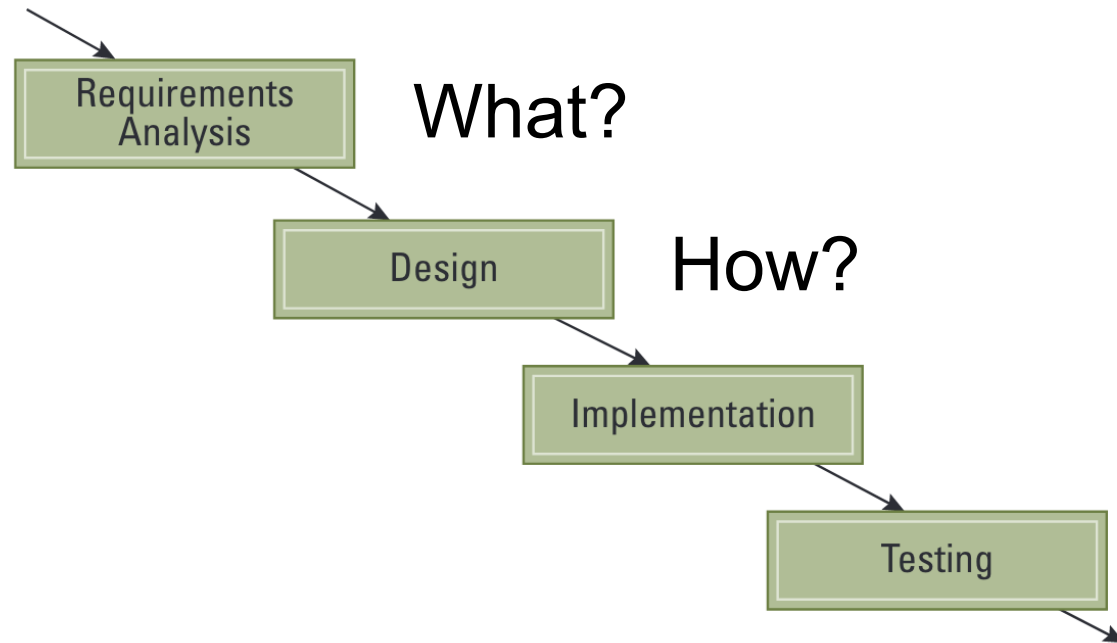 Requirements
Analysis
What?
Design
How?
Implementation
Testing